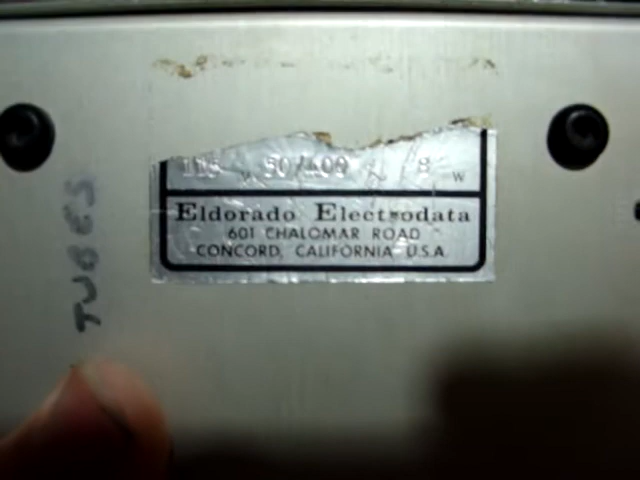 115 V 50/400 ~ 8 W
Eldorado Electrodata
601 CHALOMAR ROAD
CONCORD, CALIFORNIA U.S.A.
TUBES